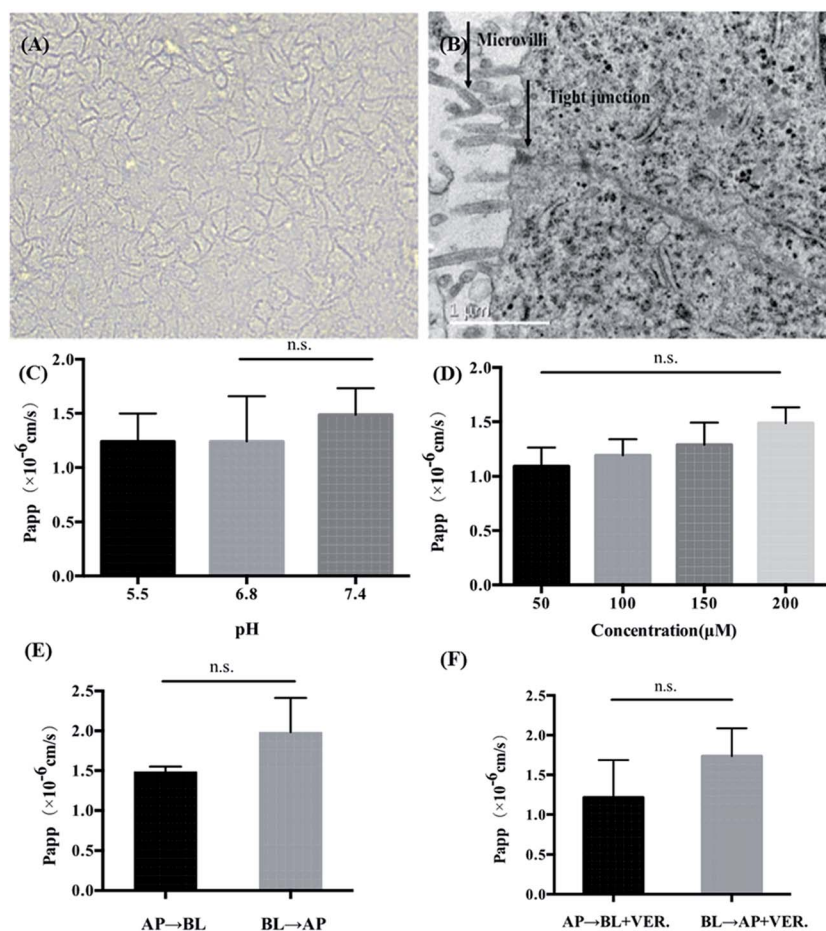 (A)
(B)
Microvilli
Tight junction
1 μm
(C)
n.s.
Papp (×10⁻⁶cm/s)
2.0
1.5
1.0
0.5
0.0
5.5 6.8 7.4
pH
(D)
n.s.
Papp (×10⁻⁶cm/s)
2.0
1.5
1.0
0.5
0.0
50 100 150 200
Concentration(μM)
(E)
n.s.
Papp (×10⁻⁶cm/s)
2.5
2.0
1.5
1.0
0.5
0.0
AP→BL BL→AP
(F)
n.s.
Papp (×10⁻⁶cm/s)
2.5
2.0
1.5
1.0
0.5
0.0
AP→BL+VER. BL→AP+VER.